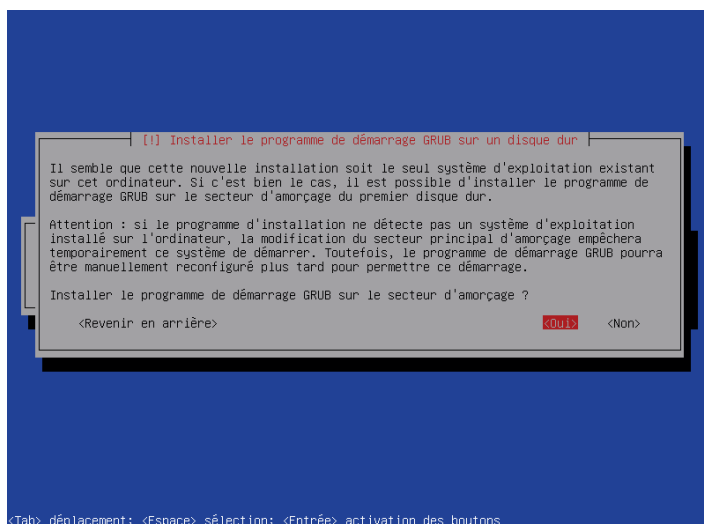 [!] Installer le programme de démarrage GRUB sur un disque dur
Il semble que cette nouvelle installation soit le seul système d'exploitation existant
sur cet ordinateur. Si c'est bien le cas, il est possible d'installer le programme de
démarrage GRUB sur le secteur d'amorçage du premier disque dur.
Attention : si le programme d'installation ne détecte pas un système d'exploitation
installé sur l'ordinateur, la modification du secteur principal d'amorçage empêchera
temporairement ce système de démarrer. Toutefois, le programme de démarrage GRUB pourra
être manuellement reconfiguré plus tard pour permettre ce démarrage.
Installer le programme de démarrage GRUB sur le secteur d'amorçage ?
<Revenir en arrière> <Oui> <Non>
<Tab> déplacement; <Espace> sélection; <Entrée> activation des boutons